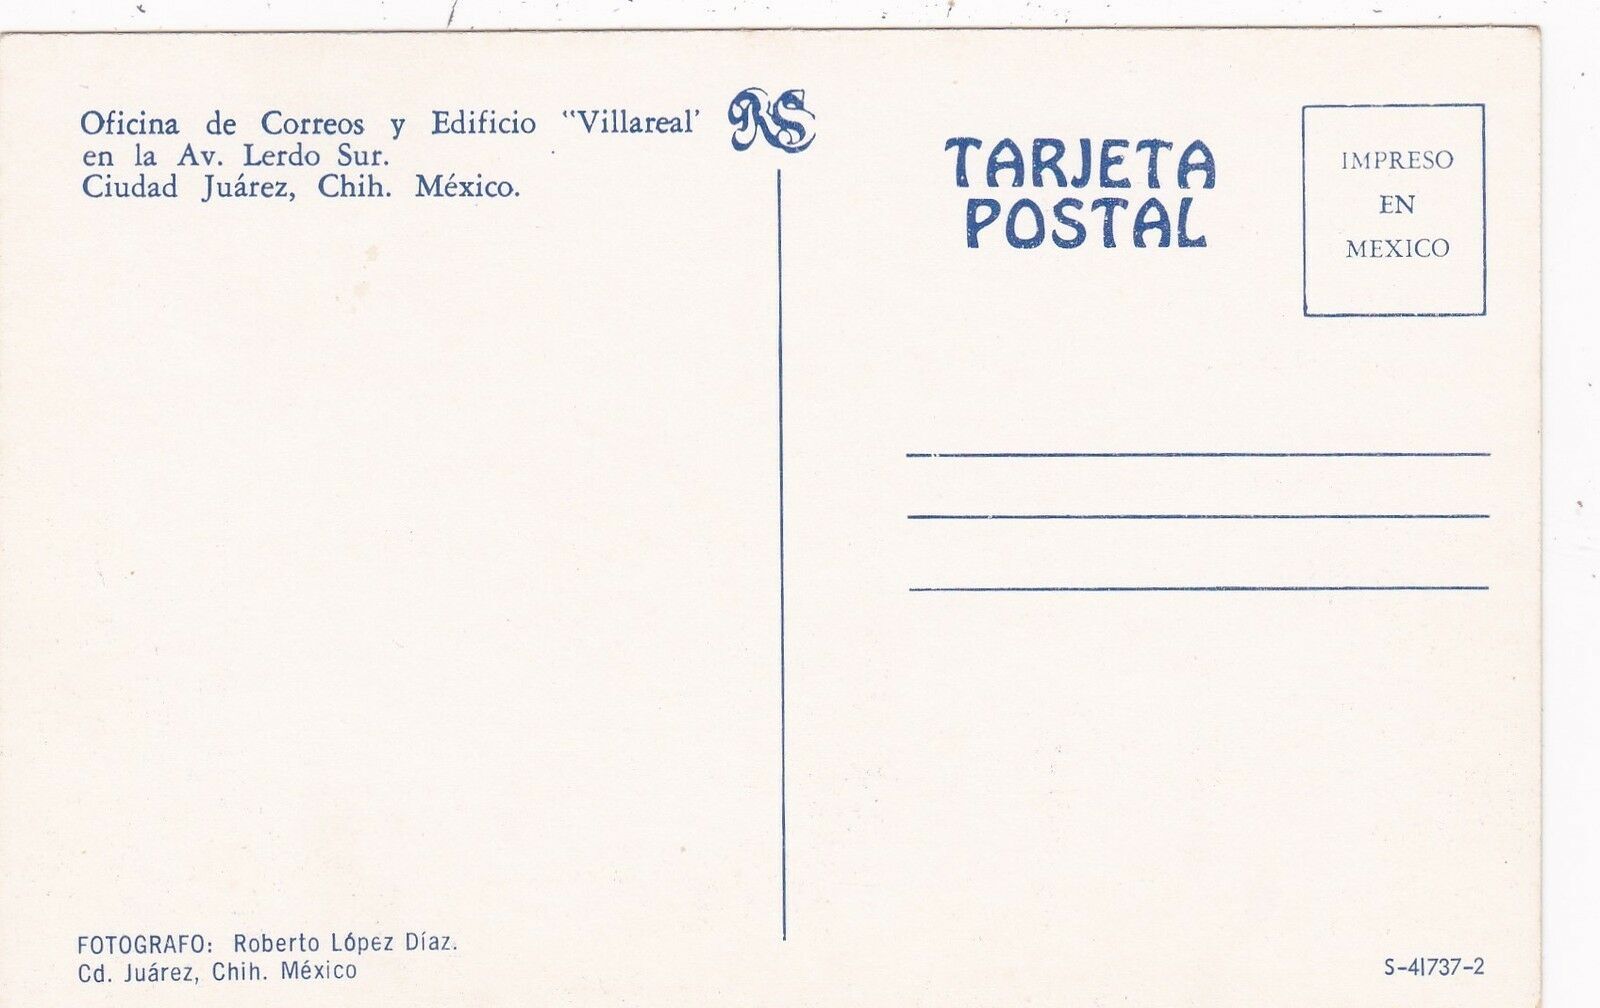 Oficina de Correos y Edificio "Villareal'
en la Av. Lerdo Sur.
Ciudad Juárez, Chih. México.
RS
TARJETA
POSTAL
IMPRESO
EN
MEXICO
FOTOGRAFO: Roberto López Díaz.
Cd. Juárez, Chih. México
S-41737-2